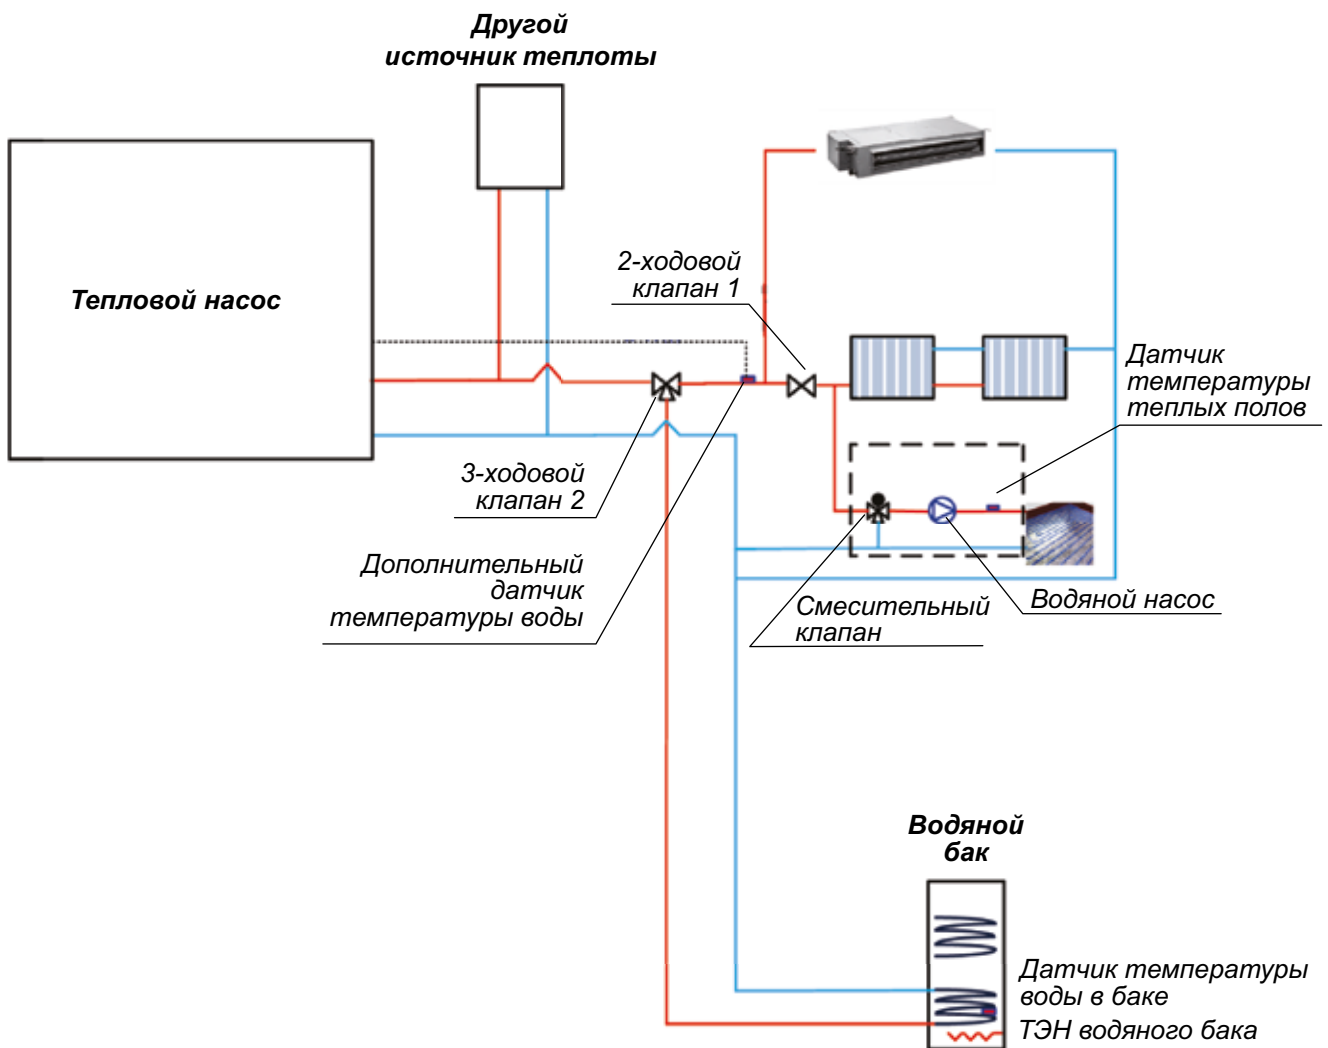 Другой
источник теплоты
Тепловой насос
2-ходовой
клапан 1
Датчик
температуры
теплых полов
3-ходовой
клапан 2
Дополнительный
датчик
температуры воды
Смесительный
клапан
Водяной насос
Водяной
бак
Датчик температуры
воды в баке
ТЭН водяного бака